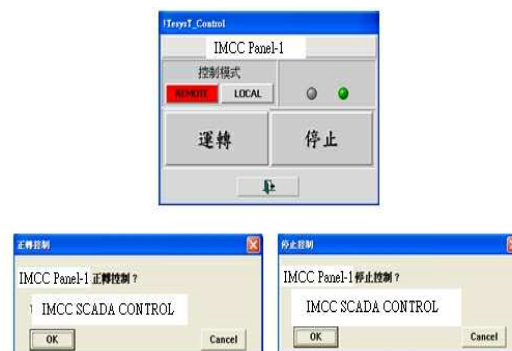 !TesysT_Control
IMCC Panel-1
控制模式
REMOTE LOCAL
運轉 停止
正轉控制
IMCC Panel-1 正轉控制 ?
IMCC SCADA CONTROL
OK Cancel
停止控制
IMCC Panel-1 停止控制 ?
IMCC SCADA CONTROL
OK Cancel